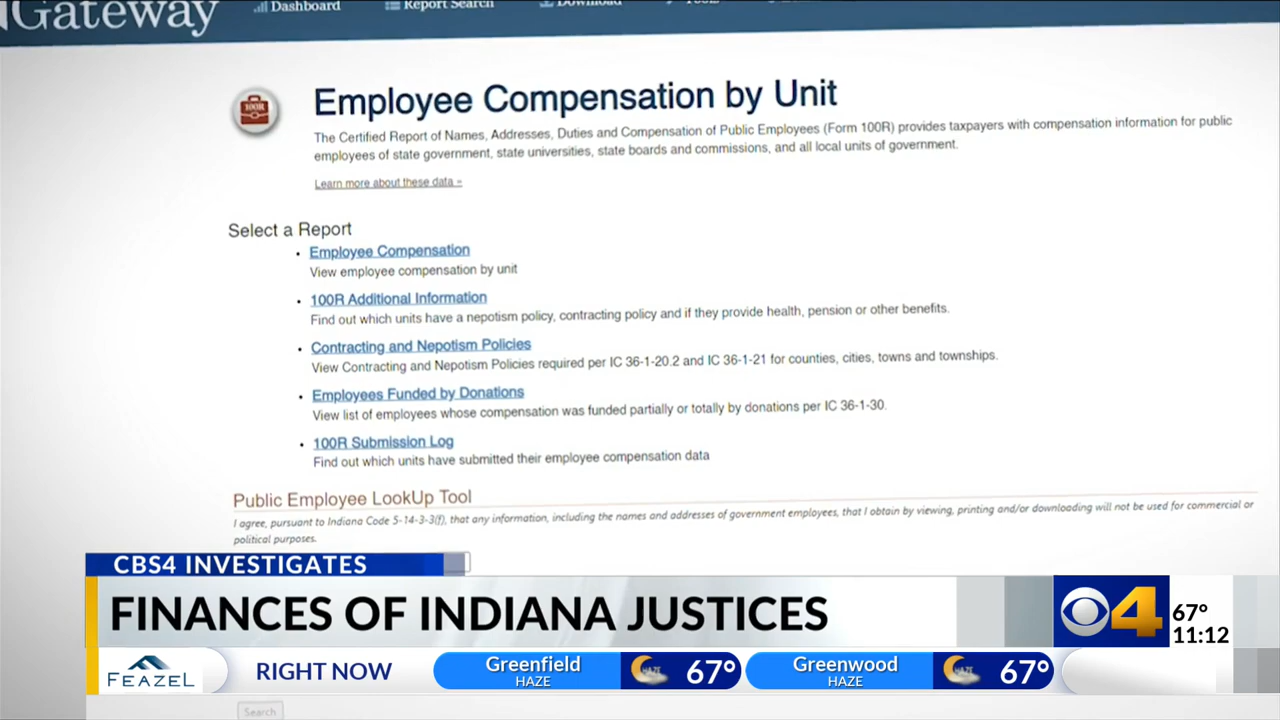 Gateway
Dashboard
Report Search
Download
100R
Employee Compensation by Unit
The Certified Report of Names, Addresses, Duties and Compensation of Public Employees (Form 100R) provides taxpayers with compensation information for public
employees of state government, state universities, state boards and commissions, and all local units of government.
Learn more about these data »
Select a Report
• Employee Compensation
View employee compensation by unit
• 100R Additional Information
Find out which units have a nepotism policy, contracting policy and if they provide health, pension or other benefits.
• Contracting and Nepotism Policies
View Contracting and Nepotism Policies required per IC 36-1-20.2 and IC 36-1-21 for counties, cities, towns and townships.
• Employees Funded by Donations
View list of employees whose compensation was funded partially or totally by donations per IC 36-1-30.
• 100R Submission Log
Find out which units have submitted their employee compensation data
Public Employee LookUp Tool
I agree, pursuant to Indiana Code 5-14-3-3(f), that any information, including the names and addresses of government employees, that I obtain by viewing, printing and/or downloading will not be used for commercial or
political purposes.
CBS4 INVESTIGATES
FINANCES OF INDIANA JUSTICES
4
67°
11:12
FEAZEL
RIGHT NOW
Greenfield
HAZE
HAZE
67°
Greenwood
HAZE
HAZE
67°
Search